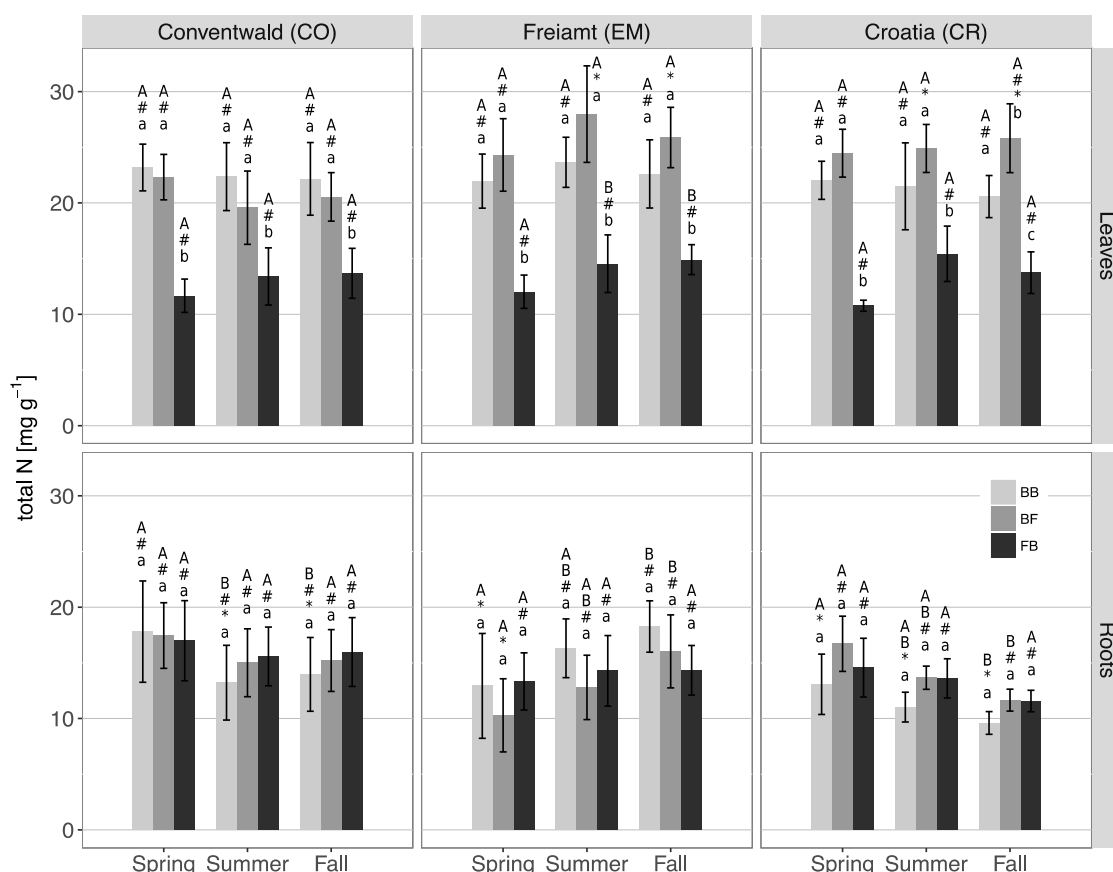 Conventwald (CO) Freiamt (EM) Croatia (CR)
total N [mg g⁻¹]
Leaves
30
20
10
0
A # a
A # a
A # b
A # a
A # a
A # b
A # a
A # a
A # b
A # a
A # a
A # b
A # a
A * a
B # b
A # a
A * a
B # b
A # a
A # a
A # b
A # a
A * a
A # b
A # a
A # * b
A # c
Roots
30
20
10
0
A # a
A # a
A # a
B # * a
A # a
A # a
B # * a
A # a
A # a
A * a
A * a
A # a
A B # a
A B # a
A # a
B # a
B # a
A # a
A * a
A # a
A # a
A B * a
A B # a
A # a
B * a
B # a
A # a
BB
BF
FB
Spring Summer Fall Spring Summer Fall Spring Summer Fall